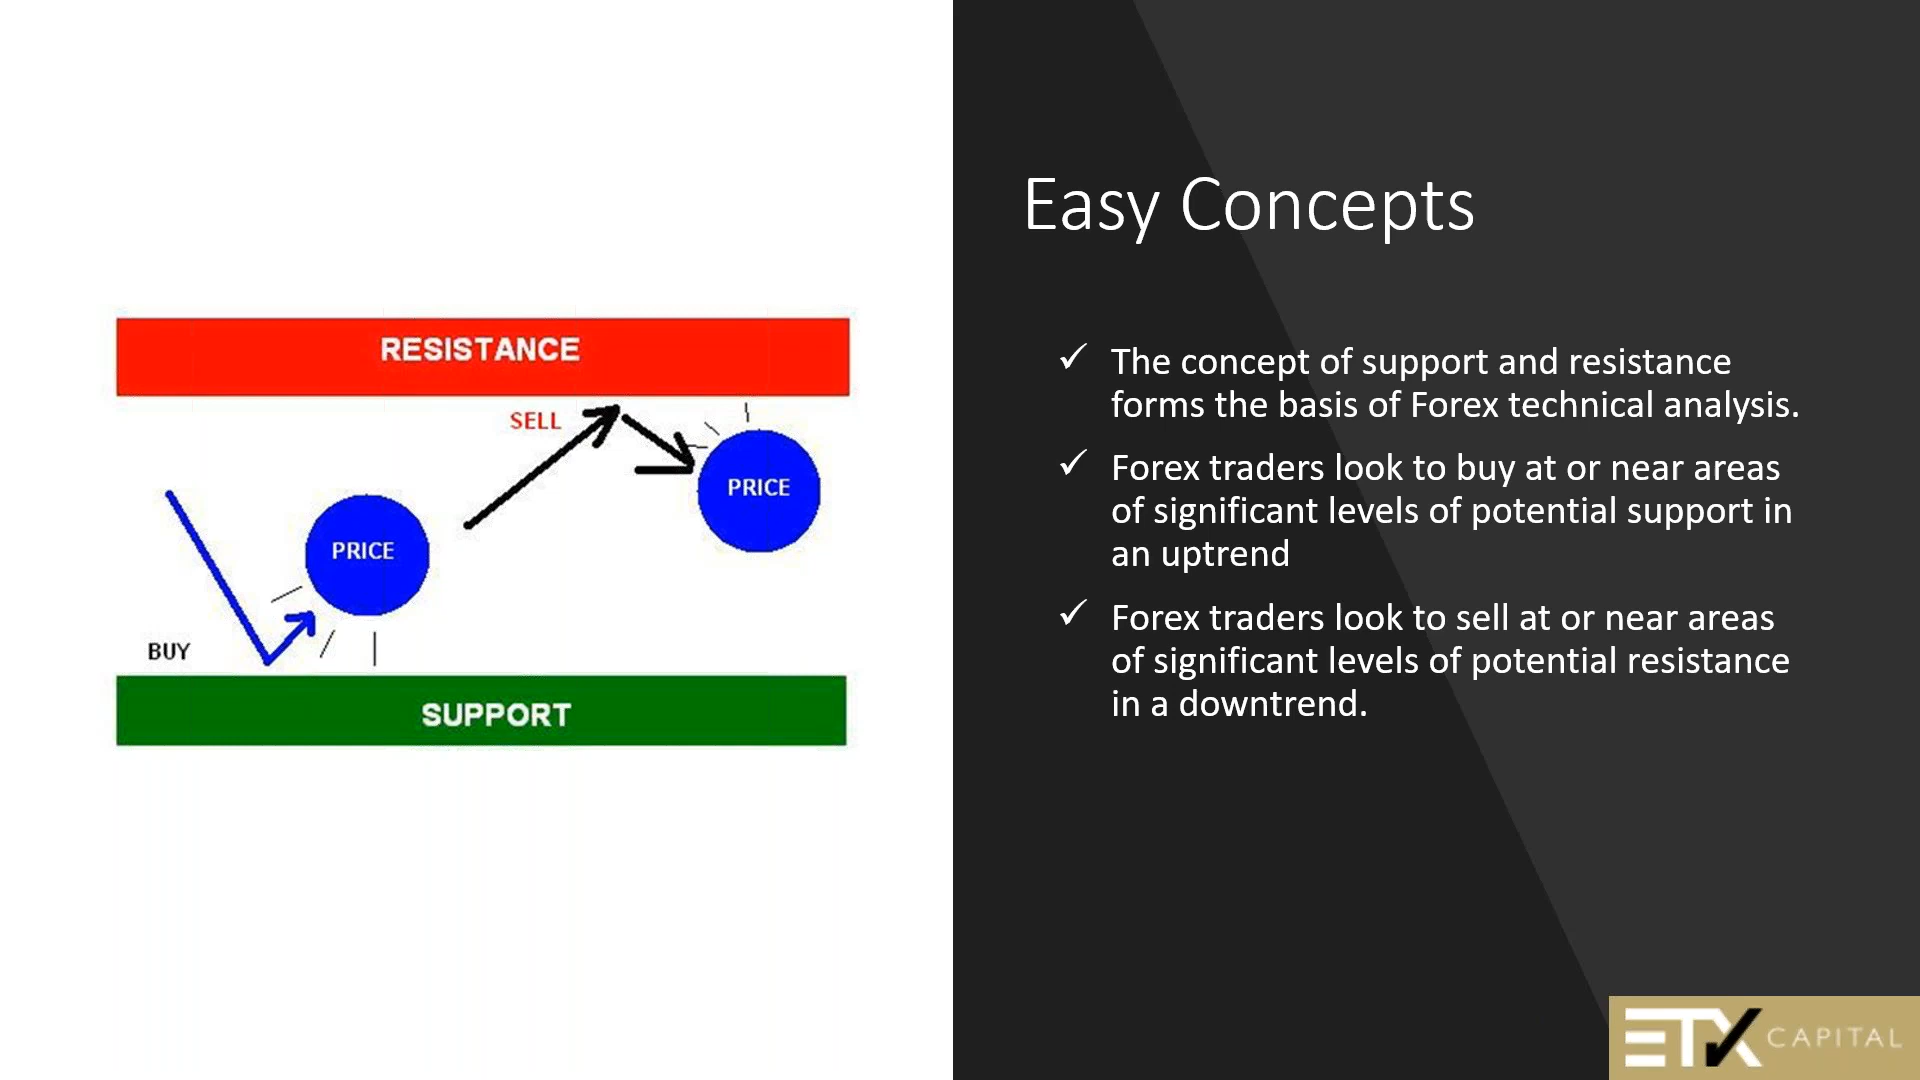 RESISTANCE
SELL
PRICE
PRICE
BUY
SUPPORT
Easy Concepts
The concept of support and resistance
forms the basis of Forex technical analysis.
Forex traders look to buy at or near areas
of significant levels of potential support in
an uptrend
Forex traders look to sell at or near areas
of significant levels of potential resistance
in a downtrend.
ETX CAPITAL